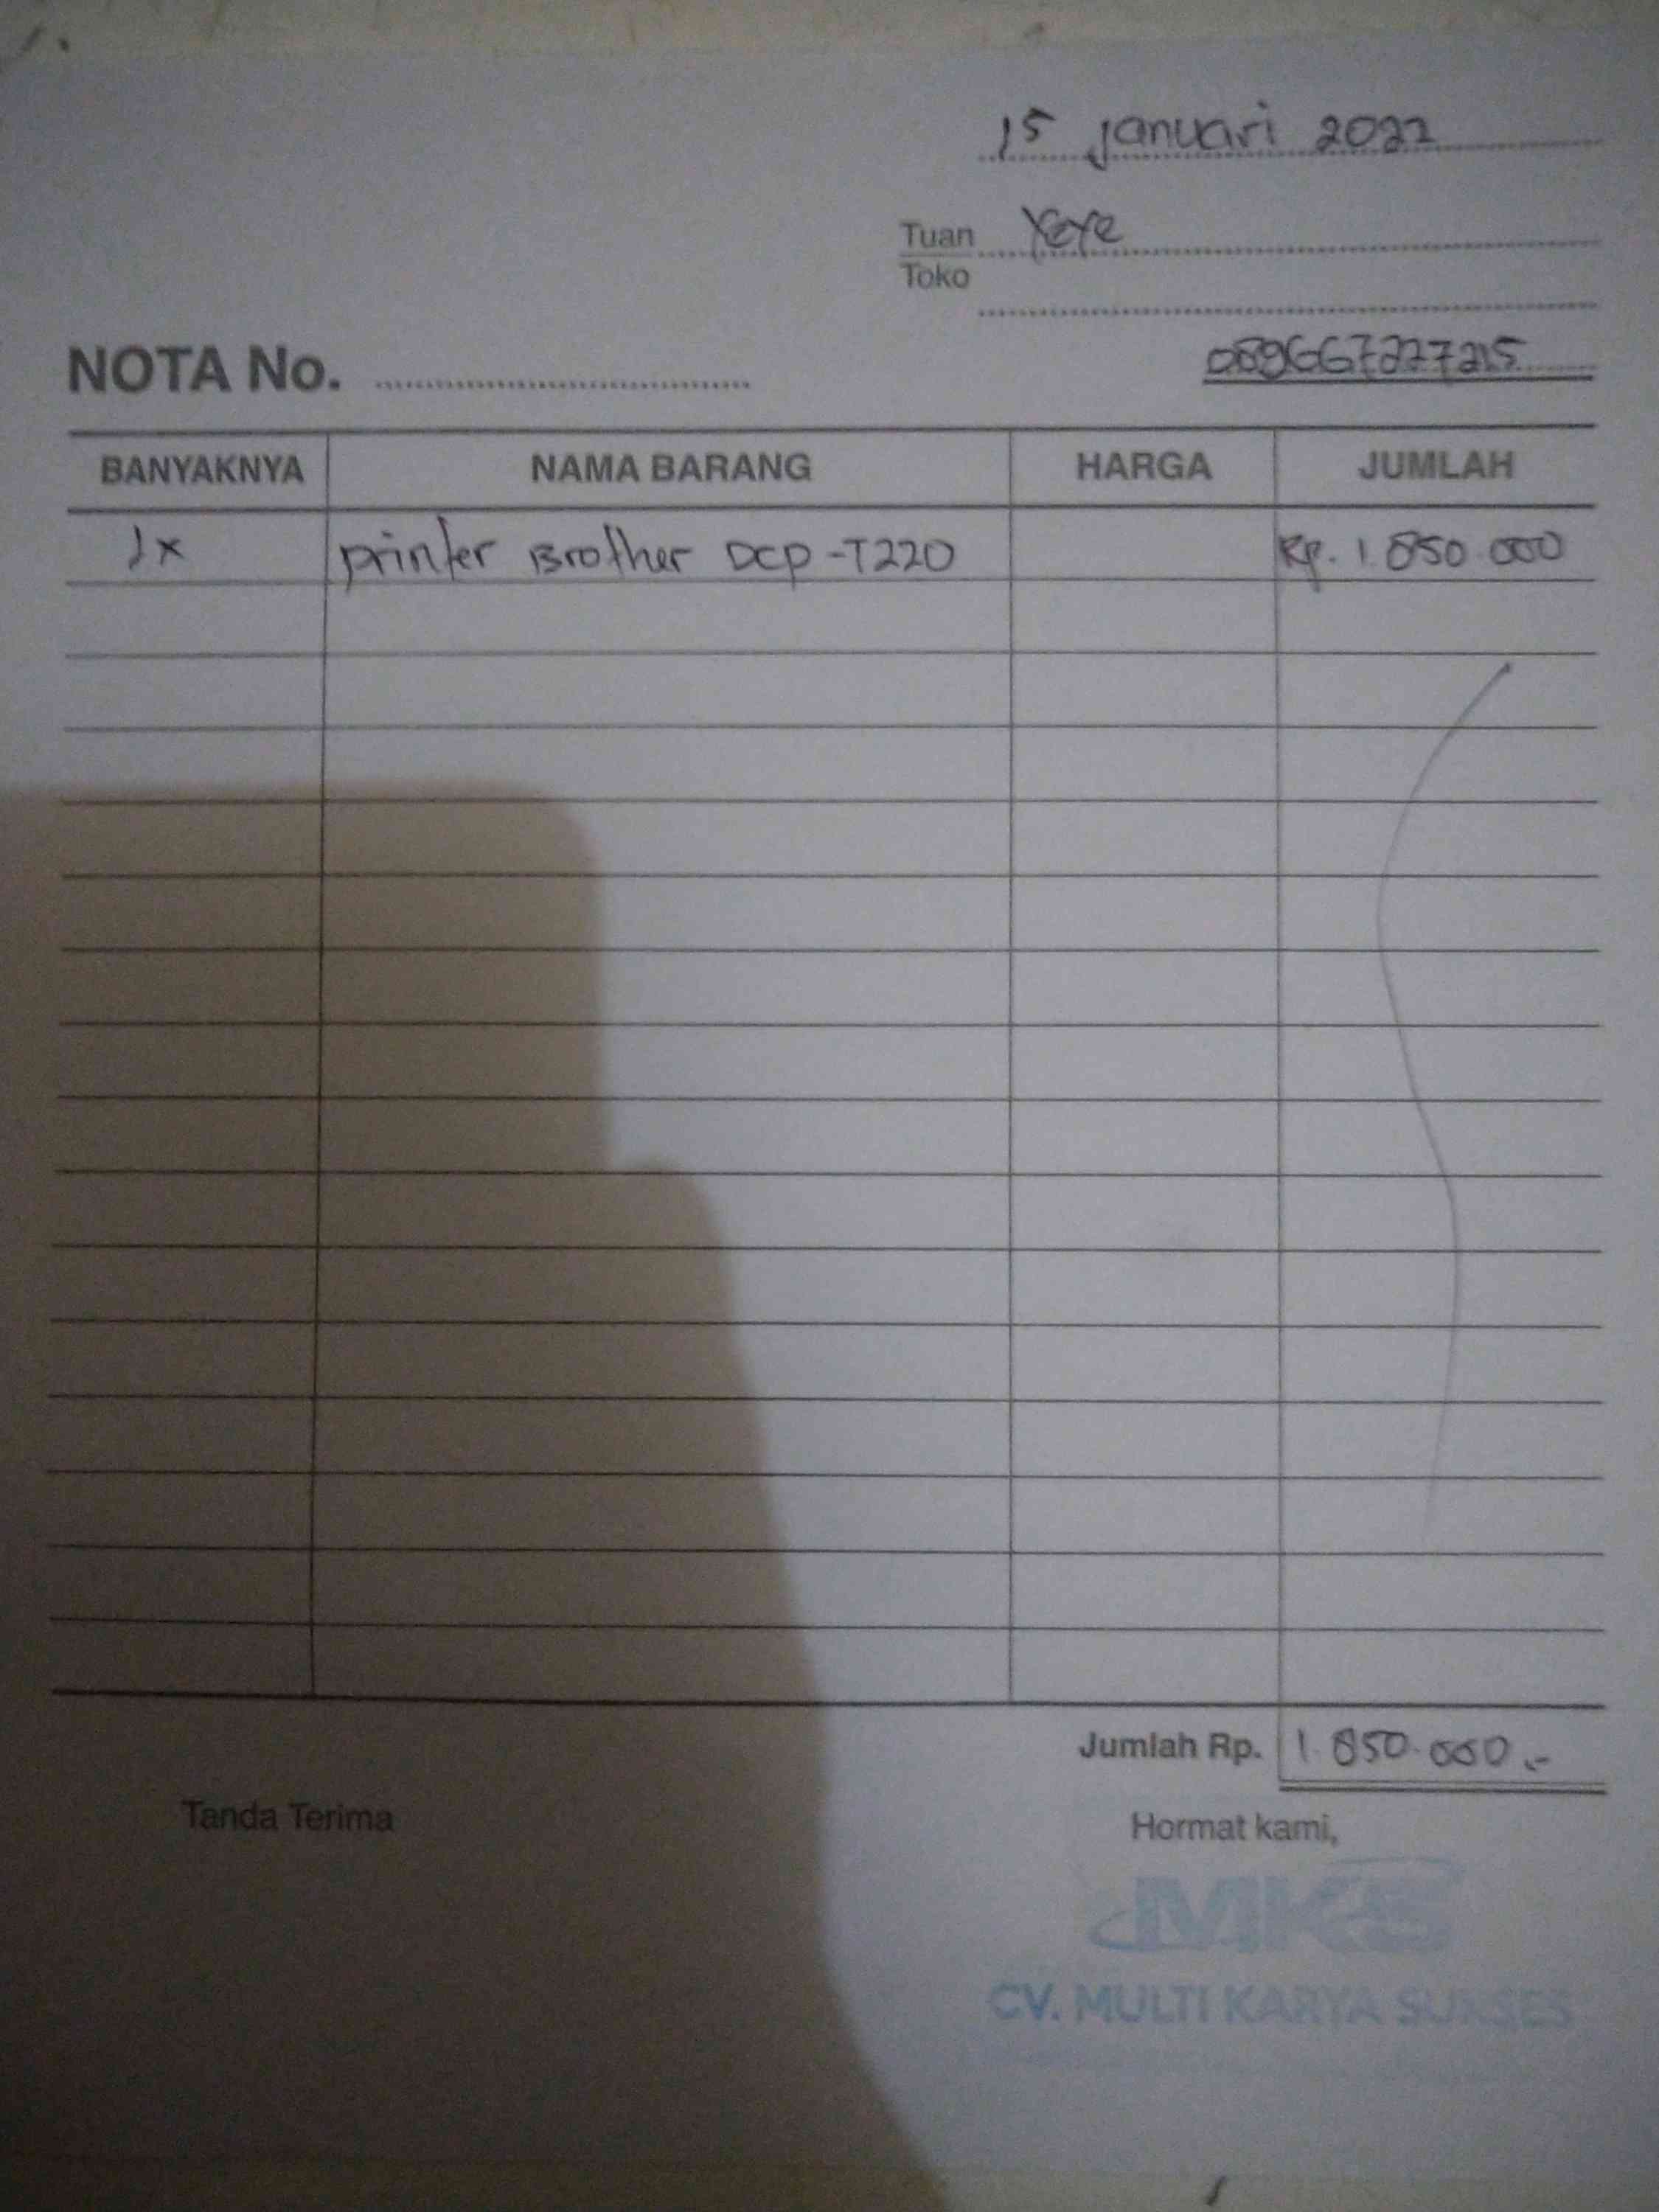 15 Januari 2022
Tuan Yeye
Toko
NOTA No.
BANYAKNYA NAMA BARANG HARGA JUMLAH
1x printer Brother DCP-T220 Rp. 1.850.000
Jumlah Rp. 1.850.000.-
Tanda Terima
Hormat kami,
MKS
CV. MULTI KARYA SUKSES